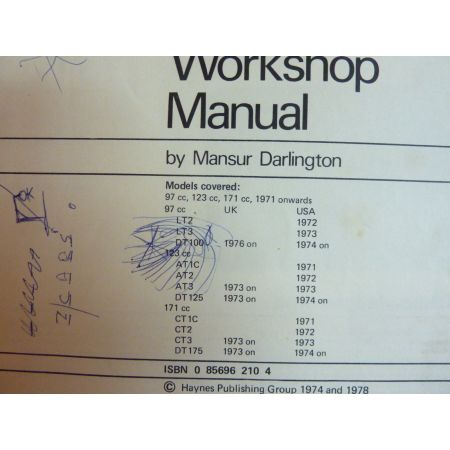 Workshop
Manual
by Mansur Darlington
Models covered:
97 cc, 123 cc, 171 cc, 1971 onwards
97 cc UK USA
LT2 1972
LT3 1973
DT100 1976 on 1974 on
123 cc
AT1C 1971
AT2 1972
AT3 1973 on 1973
DT125 1973 on 1974 on
171 cc
CT1C 1971
CT2 1972
CT3 1973 on 1973
DT175 1973 on 1974 on
ISBN 0 85696 210 4
© Haynes Publishing Group 1974 and 1978